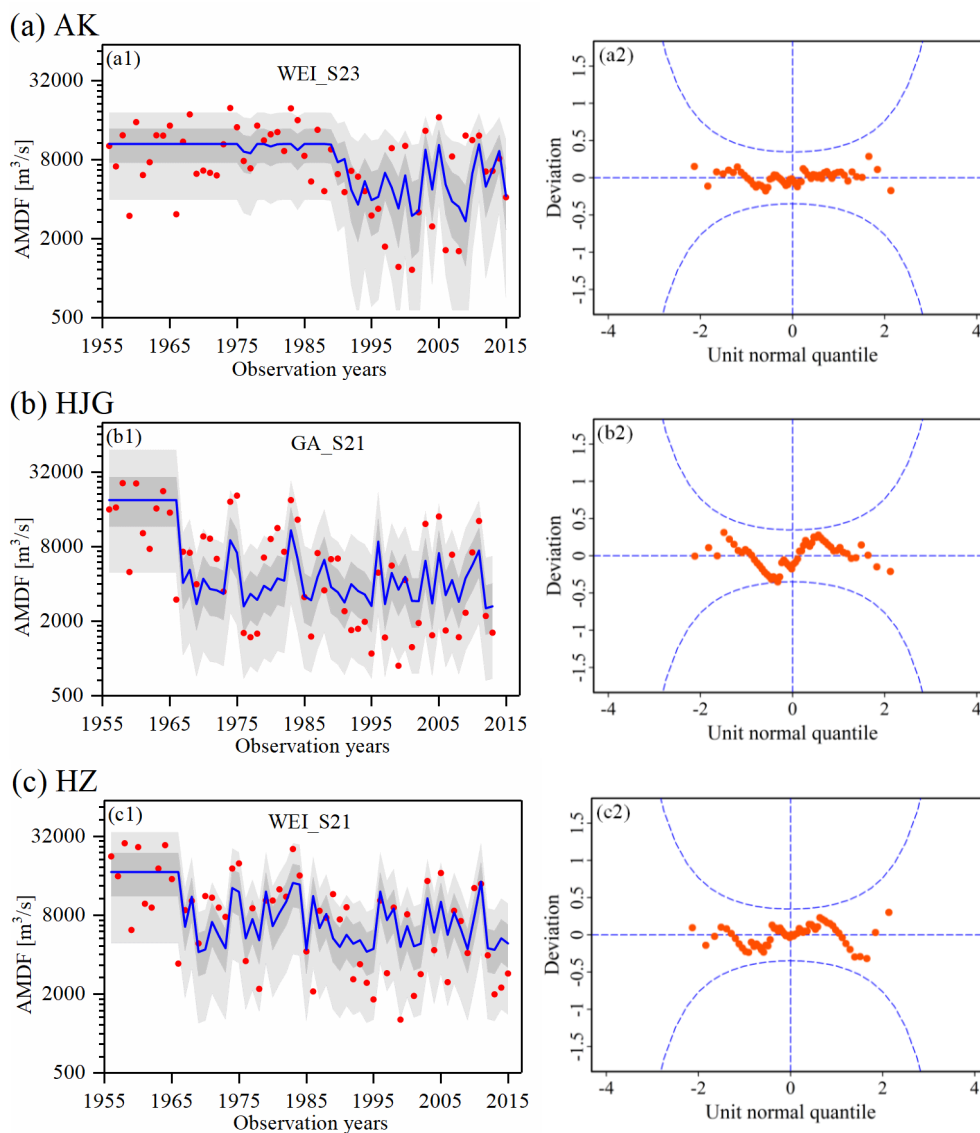 (a) AK
(a1)
WEI_S23
AMDF [m³/s]
32000
8000
2000
500
1955 1965 1975 1985 1995 2005 2015
Observation years
(a2)
Deviation
1.5
1
0.5
0
-0.5
-1
-1.5
-4 -2 0 2 4
Unit normal quantile
(b) HJG
(b1)
GA_S21
AMDF [m³/s]
32000
8000
2000
500
1955 1965 1975 1985 1995 2005 2015
Observation years
(b2)
Deviation
1.5
1
0.5
0
-0.5
-1
-1.5
-4 -2 0 2 4
Unit normal quantile
(c) HZ
(c1)
WEI_S21
AMDF [m³/s]
32000
8000
2000
500
1955 1965 1975 1985 1995 2005 2015
Observation years
(c2)
Deviation
1.5
1
0.5
0
-0.5
-1
-1.5
-4 -2 0 2 4
Unit normal quantile